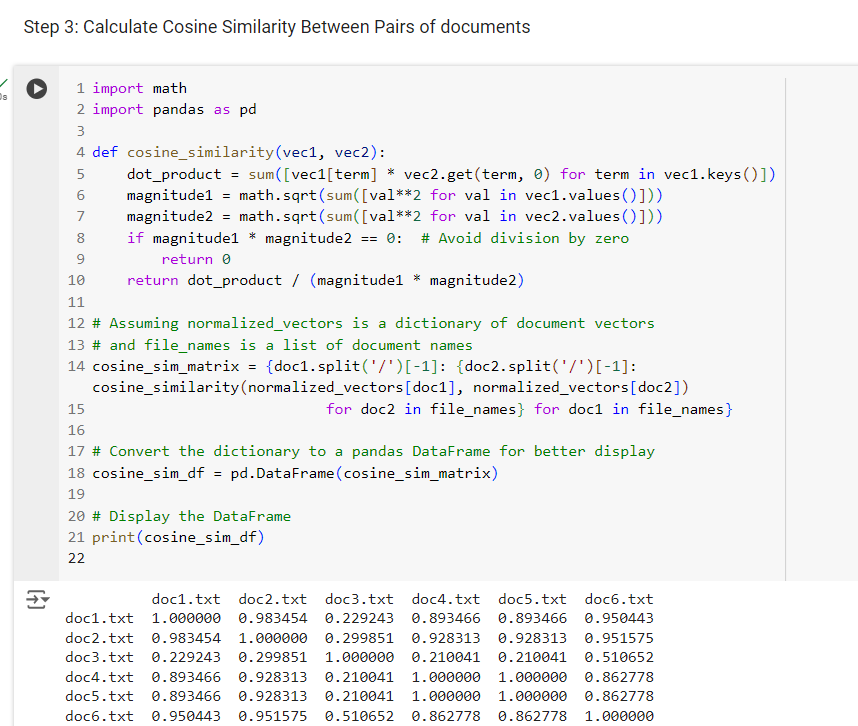 Step 3: Calculate Cosine Similarity Between Pairs of documents
0s
1 import math
2 import pandas as pd
3
4 def cosine_similarity(vec1, vec2):
5     dot_product = sum([vec1[term] * vec2.get(term, 0) for term in vec1.keys()])
6     magnitude1 = math.sqrt(sum([val**2 for val in vec1.values()]))
7     magnitude2 = math.sqrt(sum([val**2 for val in vec2.values()]))
8     if magnitude1 * magnitude2 == 0:  # Avoid division by zero
9         return 0
10     return dot_product / (magnitude1 * magnitude2)
11
12 # Assuming normalized_vectors is a dictionary of document vectors
13 # and file_names is a list of document names
14 cosine_sim_matrix = {doc1.split('/')[-1]: {doc2.split('/')[-1]:
cosine_similarity(normalized_vectors[doc1], normalized_vectors[doc2])
15                       for doc2 in file_names} for doc1 in file_names}
16
17 # Convert the dictionary to a pandas DataFrame for better display
18 cosine_sim_df = pd.DataFrame(cosine_sim_matrix)
19
20 # Display the DataFrame
21 print(cosine_sim_df)
22
doc1.txt doc2.txt doc3.txt doc4.txt doc5.txt doc6.txt
doc1.txt 1.000000 0.983454 0.229243 0.893466 0.893466 0.950443
doc2.txt 0.983454 1.000000 0.299851 0.928313 0.928313 0.951575
doc3.txt 0.229243 0.299851 1.000000 0.210041 0.210041 0.510652
doc4.txt 0.893466 0.928313 0.210041 1.000000 1.000000 0.862778
doc5.txt 0.893466 0.928313 0.210041 1.000000 1.000000 0.862778
doc6.txt 0.950443 0.951575 0.510652 0.862778 0.862778 1.000000